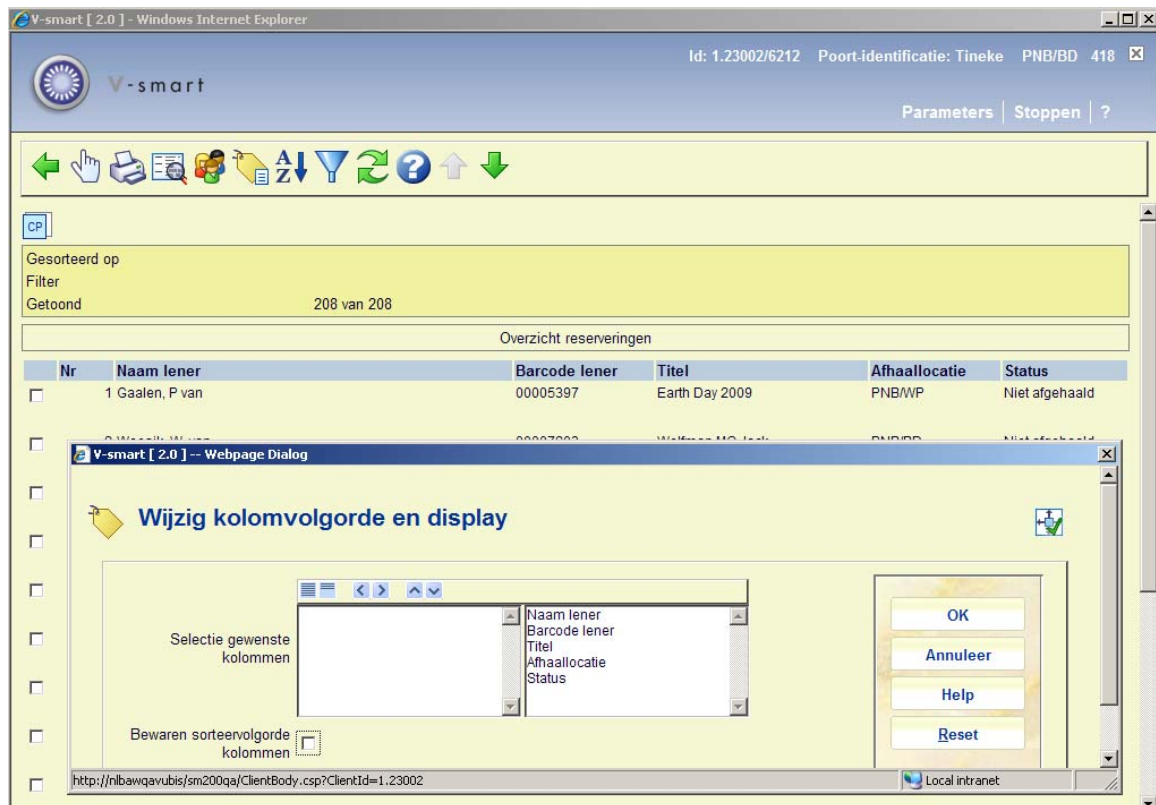 V-smart [ 2.0 ] - Windows Internet Explorer
Id: 1.23002/6212 Poort-identificatie: Tineke PNB/BD 418
V-smart
Parameters | Stoppen | ?
CP
Gesorteerd op
Filter
Getoond 208 van 208
Overzicht reserveringen
Nr Naam lener Barcode lener Titel Afhaallocatie Status
1 Gaalen, P van 00005397 Earth Day 2009 PNB/WP Niet afgehaald
V-smart [ 2.0 ] -- Webpage Dialog
Wijzig kolomvolgorde en display
Selectie gewenste
kolommen
Naam lener
Barcode lener
Titel
Afhaallocatie
Status
OK
Annuleer
Help
Reset
Bewaren sorteervolgorde
kolommen
http://nlbawqavubis/sm200qa/ClientBody.csp?ClientId=1.23002 Local intranet